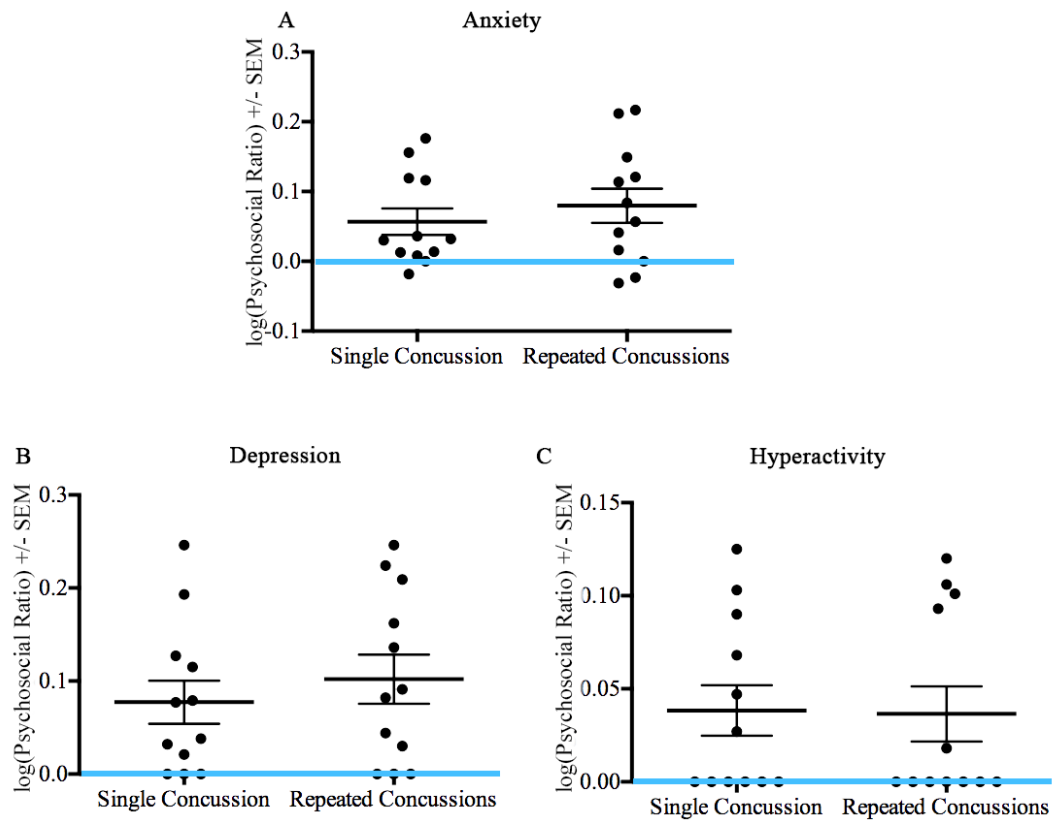 A
Anxiety
log(Psychosocial Ratio) +/- SEM
0.3
0.2
0.1
0.0
-0.1
Single Concussion
Repeated Concussions
B
Depression
log(Psychosocial Ratio) +/- SEM
0.3
0.2
0.1
0.0
Single Concussion
Repeated Concussions
C
Hyperactivity
log(Psychosocial Ratio) +/- SEM
0.15
0.10
0.05
0.00
Single Concussion
Repeated Concussions